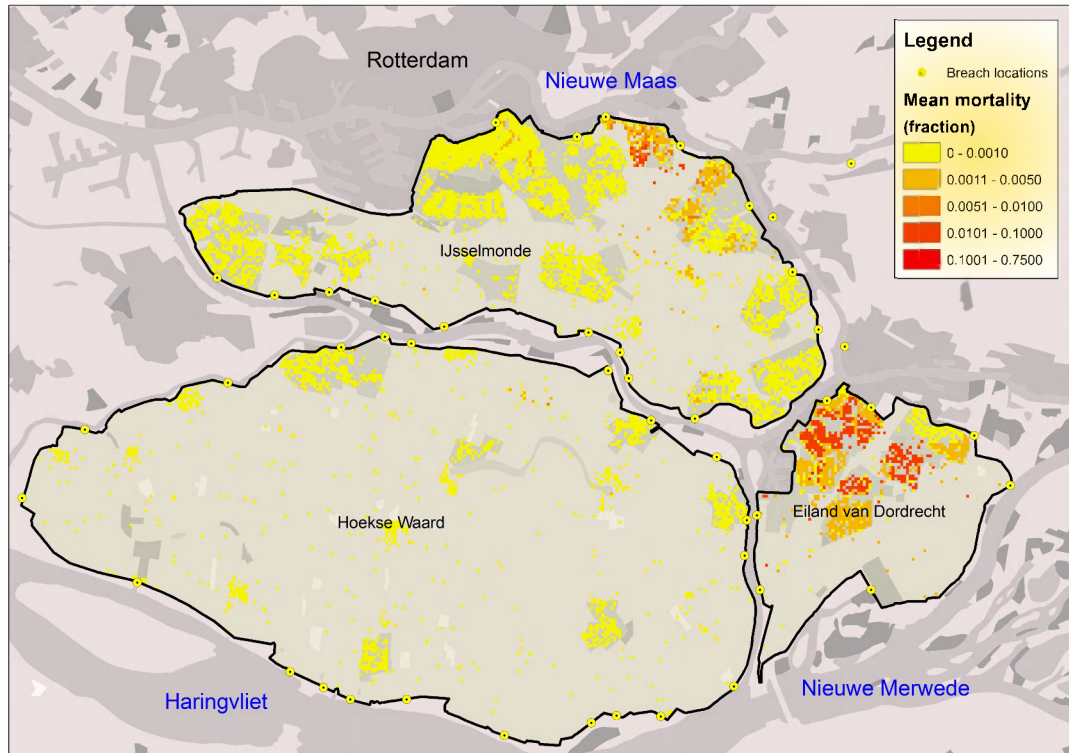 Rotterdam
Nieuwe Maas
Legend
Breach locations
Mean mortality
(fraction)
0 - 0.0010
0.0011 - 0.0050
0.0051 - 0.0100
0.0101 - 0.1000
0.1001 - 0.7500
IJsselmonde
Hoekse Waard
Eiland van Dordrecht
Haringvliet
Nieuwe Merwede